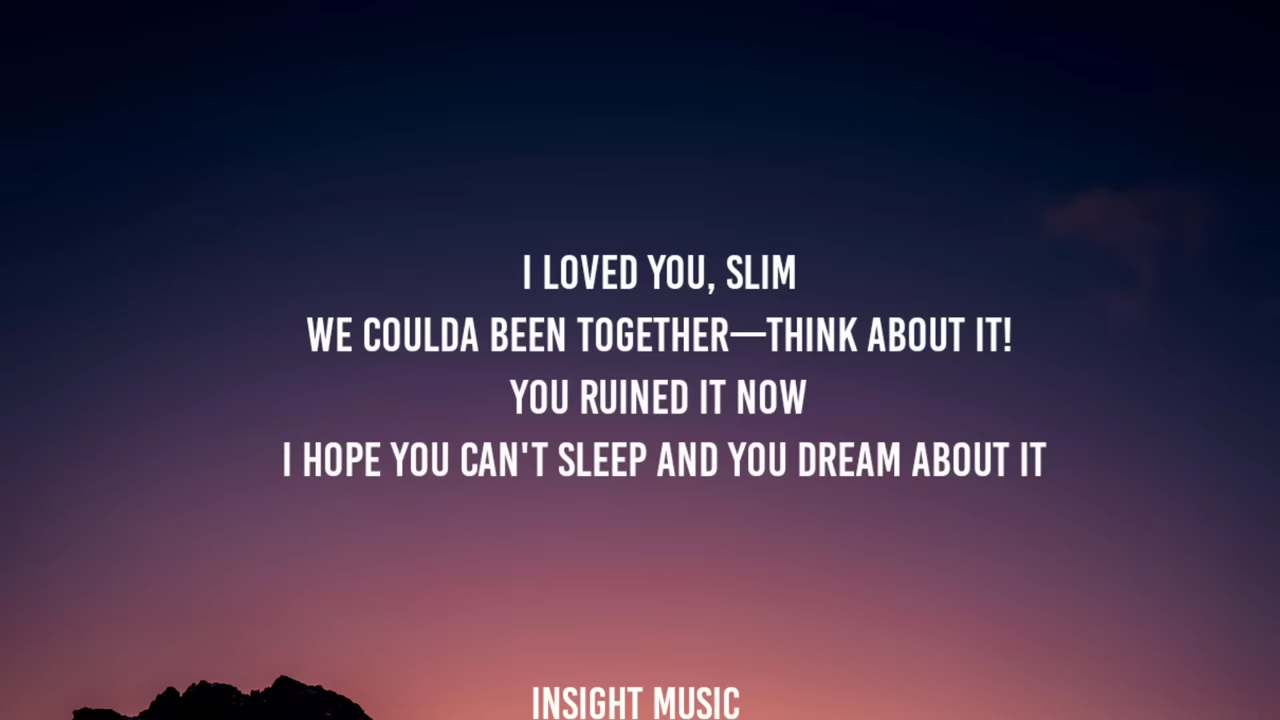 I LOVED YOU, SLIM
WE COULDA BEEN TOGETHER—THINK ABOUT IT!
YOU RUINED IT NOW
I HOPE YOU CAN'T SLEEP AND YOU DREAM ABOUT IT
INSIGHT MUSIC